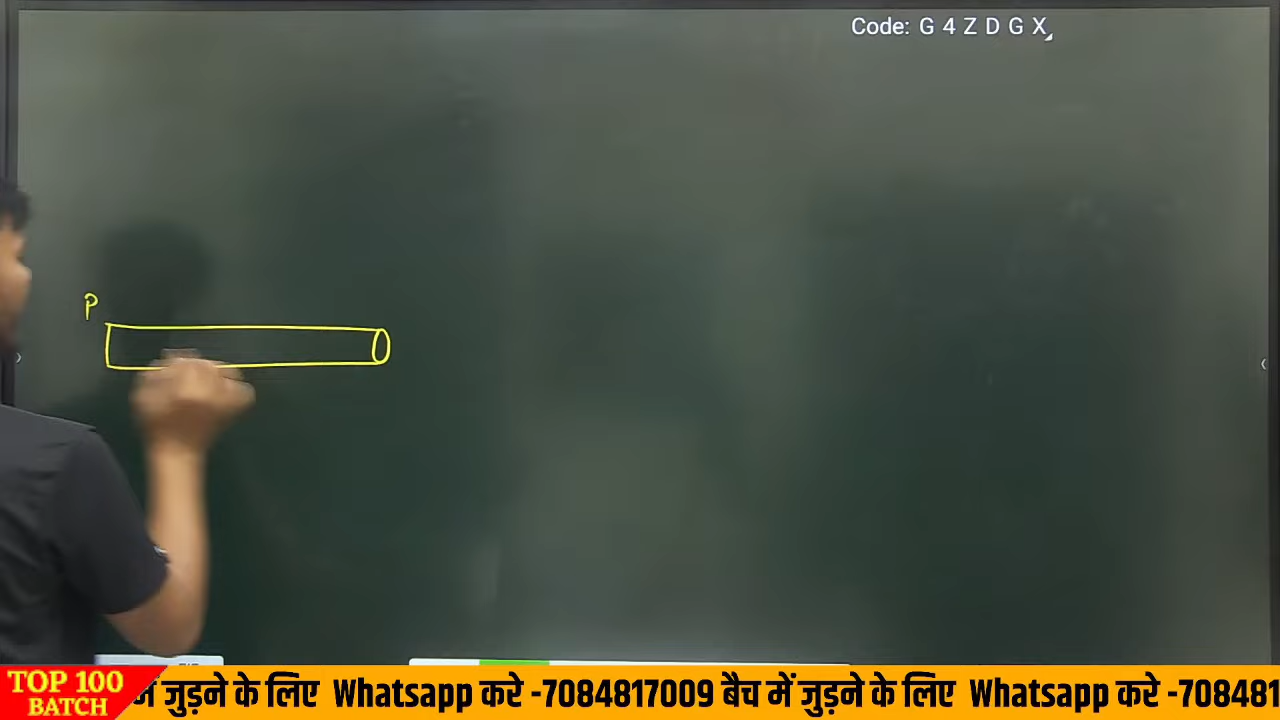 Code: G 4 Z D G X
P
TOP 100
BATCH
में जुड़ने के लिए Whatsapp करे -7084817009 बैच में जुड़ने के लिए Whatsapp करे -708481